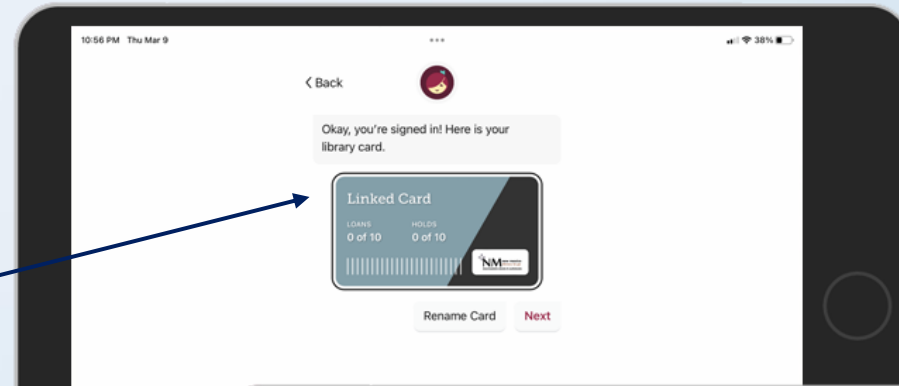 10:56 PM Thu Mar 9
38%
Back
Okay, you're signed in! Here is your
library card.
Linked Card
LOANS HOLDS
0 of 10 0 of 10
NM
Rename Card Next